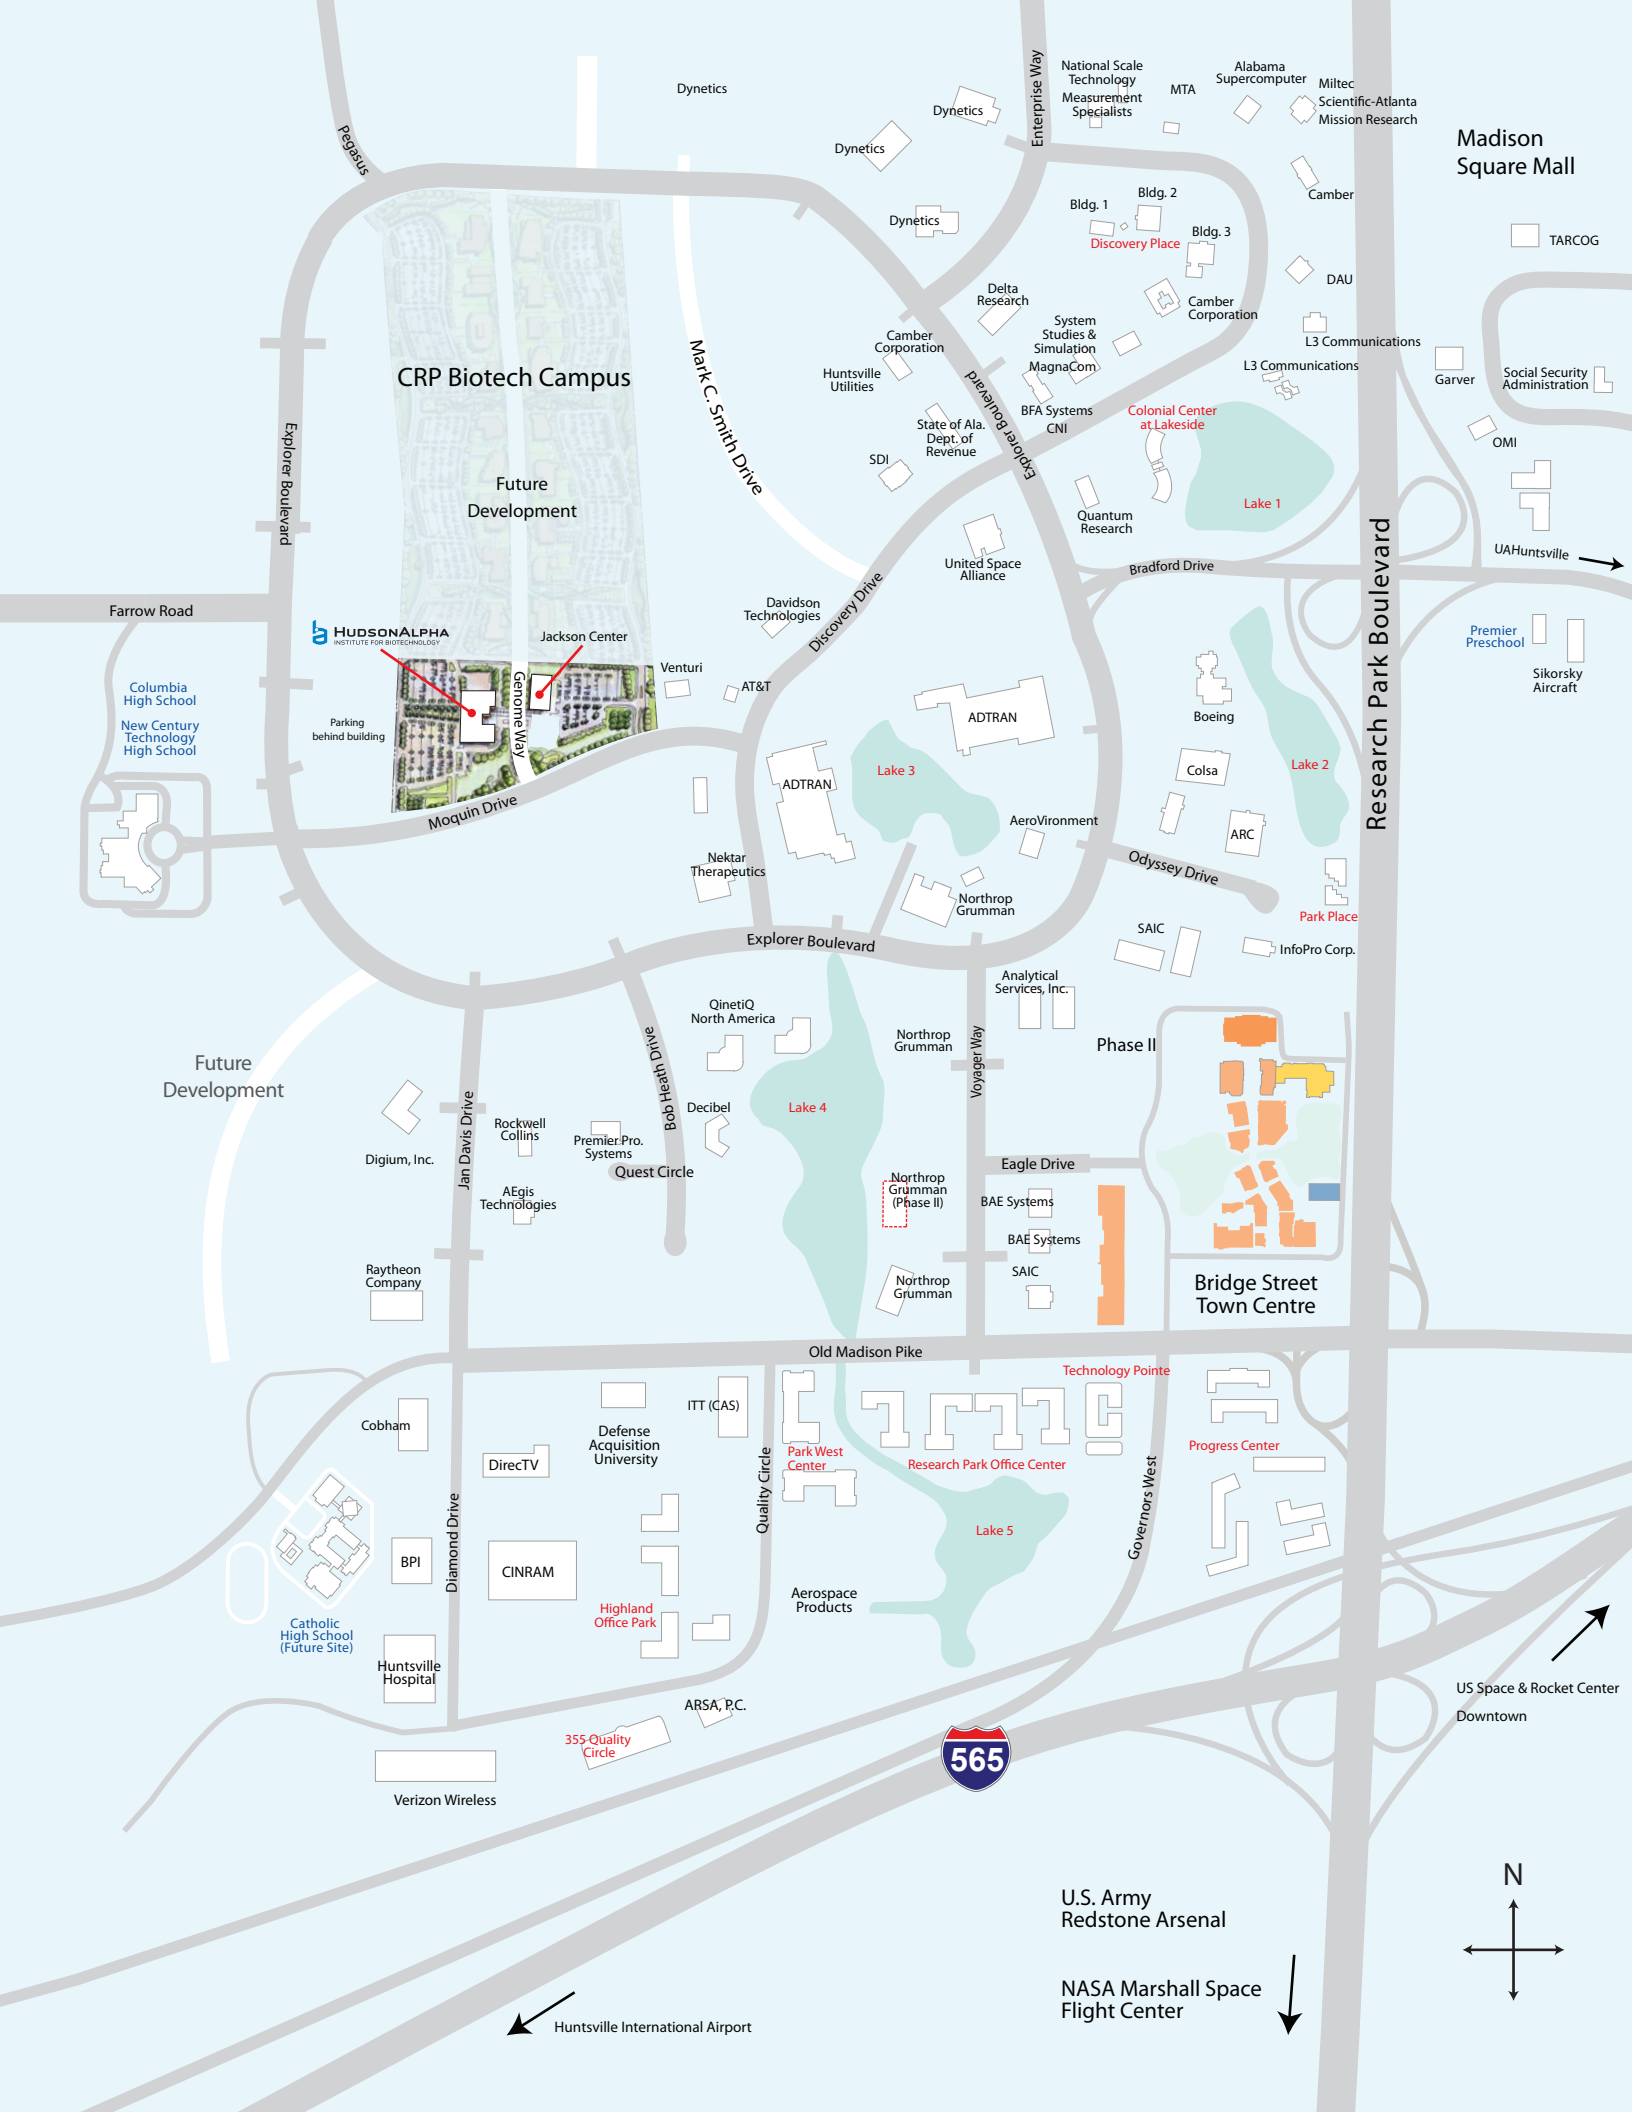 Pegasus
Dynetics
Dynetics
Dynetics
Dynetics
Enterprise Way
National Scale
Technology
Measurement
Specialists
MTA
Alabama
Supercomputer
Miltec
Scientific-Atlanta
Mission Research
Madison
Square Mall
Camber
TARCOG
Bldg. 1
Bldg. 2
Bldg. 3
Discovery Place
DAU
Camber
Corporation
Delta
Research
System
Studies &
Simulation
MagnaCom
Camber
Corporation
Huntsville
Utilities
L3 Communications
L3 Communications
Garver
Social Security
Administration
OMI
CRP Biotech Campus
Mark C. Smith Drive
Explorer Boulevard
Explorer Boulevard
BFA Systems
CNI
Colonial Center
at Lakeside
State of Ala.
Dept. of
Revenue
SDI
Explorer Boulevard
Future
Development
Lake 1
Quantum
Research
United Space
Alliance
Bradford Drive
Research Park Boulevard
UAHuntsville
Farrow Road
HUDSONALPHA
INSTITUTE FOR BIOTECHNOLOGY
Jackson Center
Davidson
Technologies
Discovery Drive
Premier
Preschool
Sikorsky
Aircraft
Venturi
AT&T
Columbia
High School
New Century
Technology
High School
Parking
behind building
Genome Way
Boeing
ADTRAN
ADTRAN
Lake 3
Colsa
Lake 2
Moquin Drive
AeroVironment
ARC
Odyssey Drive
Nektar
Therapeutics
Northrop
Grumman
Park Place
SAIC
InfoPro Corp.
Explorer Boulevard
Analytical
Services, Inc.
QinetiQ
North America
Northrop
Grumman
Voyager Way
Phase II
Future
Development
Bob Heath Drive
Jan Davis Drive
Decibel
Lake 4
Rockwell
Collins
Premier Pro.
Systems
Digium, Inc.
Quest Circle
Eagle Drive
AEgis
Technologies
Northrop
Grumman
(Phase II)
BAE Systems
BAE Systems
SAIC
Raytheon
Company
Northrop
Grumman
Bridge Street
Town Centre
Old Madison Pike
Technology Pointe
Cobham
Defense
Acquisition
University
ITT (CAS)
DirecTV
Park West
Center
Research Park Office Center
Progress Center
Quality Circle
Diamond Drive
Governors West
Lake 5
BPI
CINRAM
Aerospace
Products
Highland
Office Park
Catholic
High School
(Future Site)
Huntsville
Hospital
ARSA, P.C.
355 Quality
Circle
Verizon Wireless
565
US Space & Rocket Center
Downtown
U.S. Army
Redstone Arsenal
N
NASA Marshall Space
Flight Center
Huntsville International Airport